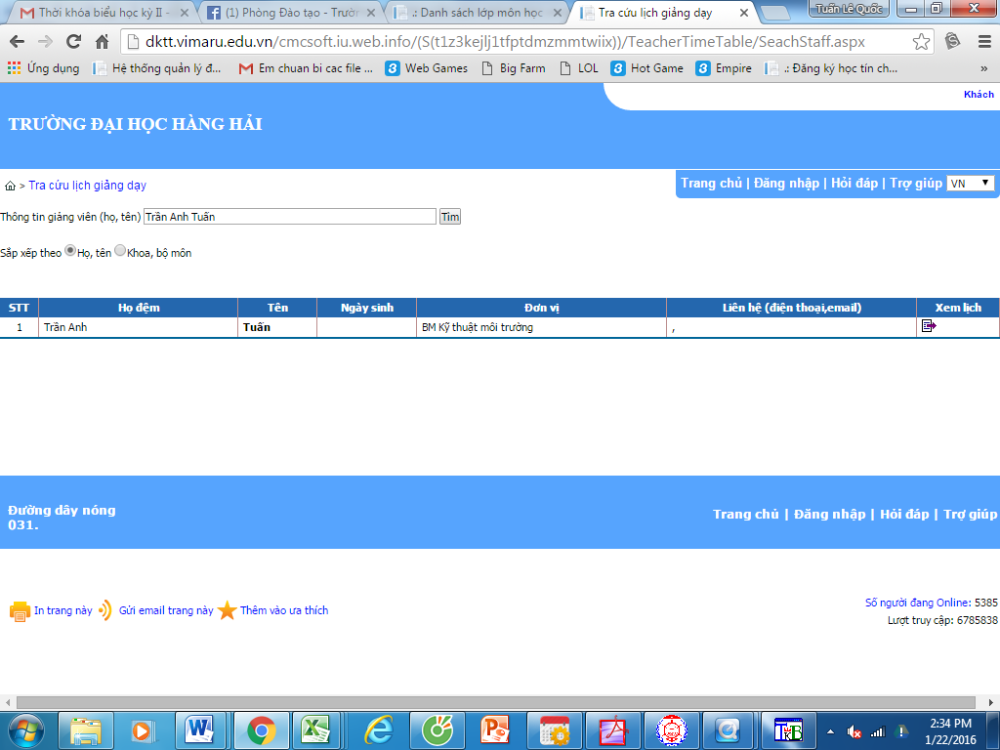 Thời khóa biểu học kỳ II -
(1) Phòng Đào tạo - Trườn
.: Danh sách lớp môn học
Tra cứu lịch giảng dạy
Tuấn Lê Quốc
dktt.vimaru.edu.vn/cmcsoft.iu.web.info/(S(t1z3kejlj1tfptdmzmmtwiix))/TeacherTimeTable/SeachStaff.aspx
Ứng dụng
Hệ thống quản lý đ...
Em chuan bi cac file ...
Web Games
Big Farm
LOL
Hot Game
Empire
.: Đăng ký học tín ch...
»
Khách
TRƯỜNG ĐẠI HỌC HÀNG HẢI
> Tra cứu lịch giảng dạy
Trang chủ | Đăng nhập | Hỏi đáp | Trợ giúp VN
Thông tin giảng viên (họ, tên) Trần Anh Tuấn Tìm
Sắp xếp theo Họ, tên Khoa, bộ môn
STT Họ đệm Tên Ngày sinh Đơn vị Liên hệ (điện thoại,email) Xem lịch
1 Trần Anh Tuấn BM Kỹ thuật môi trường ,
Đường dây nóng
031.
Trang chủ | Đăng nhập | Hỏi đáp | Trợ giúp
In trang này Gửi email trang này Thêm vào ưa thích
Số người đang Online: 5385
Lượt truy cập: 6785838
2:34 PM
1/22/2016